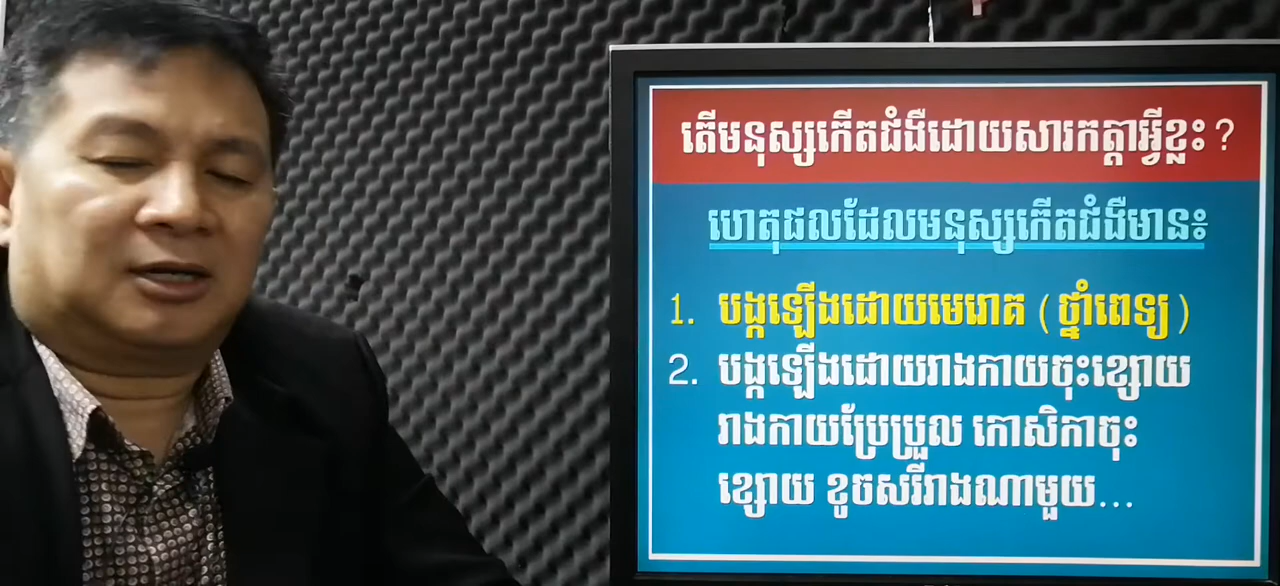 តើមនុស្សកើតជំងឺដោយសារកត្តាអ្វីខ្លះ ?
ហេតុផលដែលមនុស្សកើតជំងឺមាន៖
1. បង្កឡើងដោយមេរោគ ( ថ្នាំពេទ្យ )
2. បង្កឡើងដោយរាងកាយចុះខ្សោយ
រាងកាយប្រែប្រួល កោសិកាចុះ
ខ្សោយ ខូចសរីរាង្គណាមួយ...